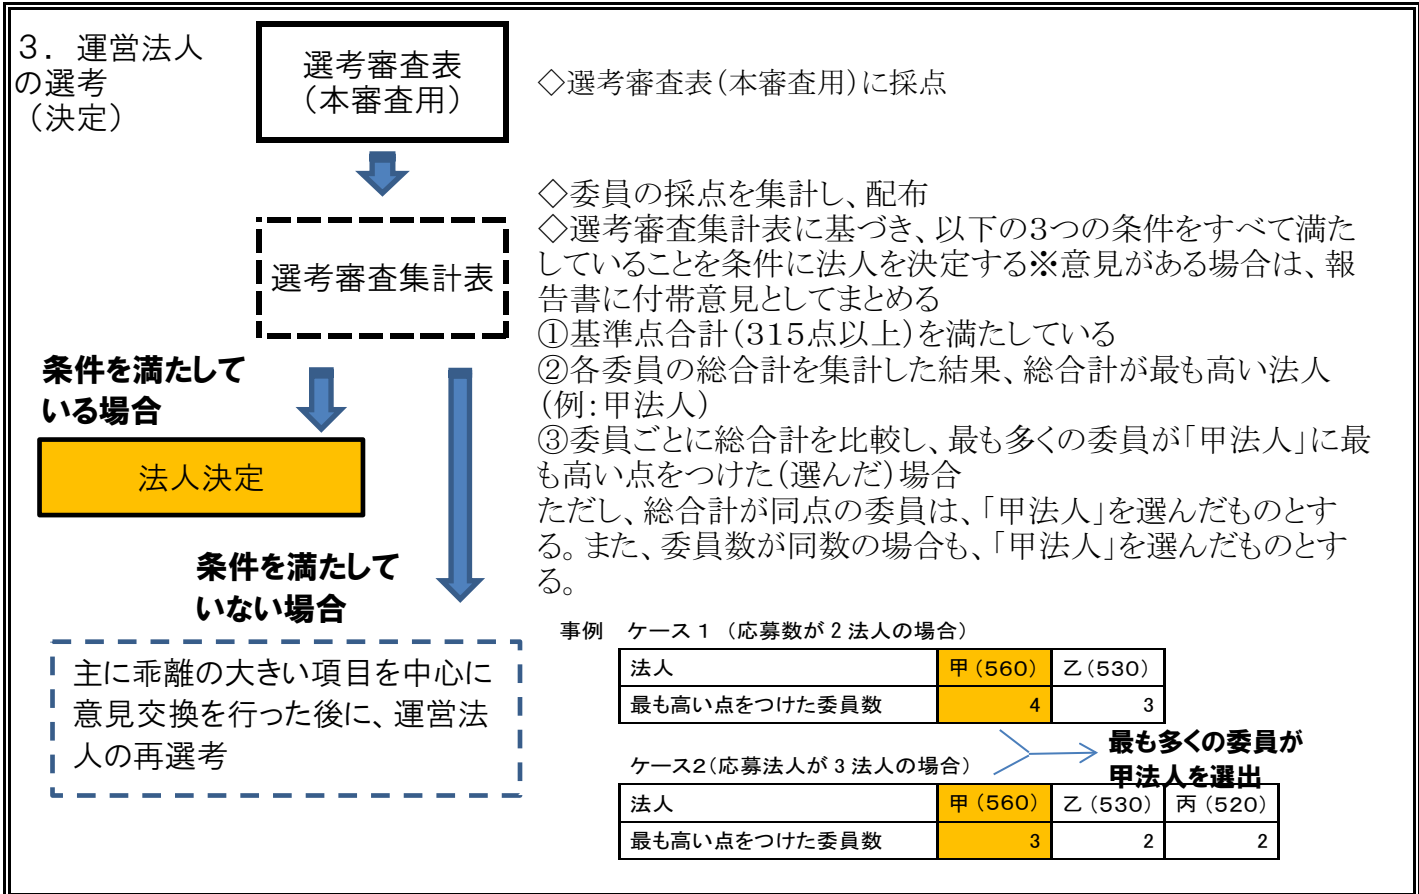 ３．運営法人
の選考
（決定）
選考審査表
（本審査用）
◇選考審査表（本審査用）に採点
選考審査集計表
◇委員の採点を集計し、配布
◇選考審査集計表に基づき、以下の３つの条件をすべて満た
していることを条件に法人を決定する※意見がある場合は、報
告書に付帯意見としてまとめる
①基準点合計（３１５点以上）を満たしている
②各委員の総合計を集計した結果、総合計が最も高い法人
（例：甲法人）
③委員ごとに総合計を比較し、最も多くの委員が「甲法人」に最
も高い点をつけた（選んだ）場合
ただし、総合計が同点の委員は、「甲法人」を選んだものとす
る。また、委員数が同数の場合も、「甲法人」を選んだものとす
る。
条件を満たして
いる場合
法人決定
条件を満たして
いない場合
主に乖離の大きい項目を中心に
意見交換を行った後に、運営法
人の再選考
事例　ケース１　（応募数が２法人の場合）
法人　甲（５６０）　乙（５３０）
最も高い点をつけた委員数　4　3
最も多くの委員が
甲法人を選出
ケース２（応募法人が３法人の場合）
法人　甲（５６０）　乙（５３０）　丙（５２０）
最も高い点をつけた委員数　3　2　2